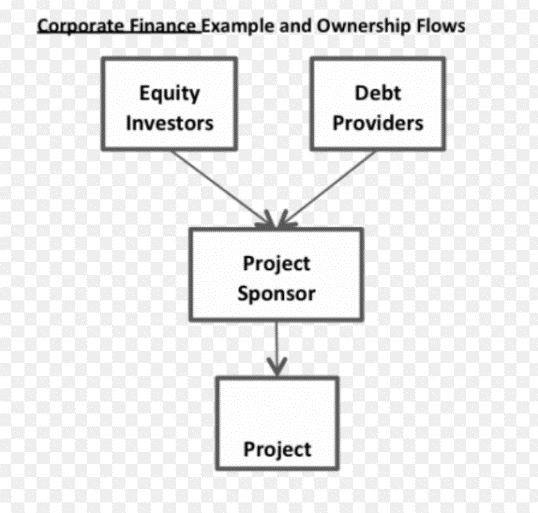 Corporate Finance Example and Ownership Flows
Equity
Investors
Debt
Providers
Project
Sponsor
Project